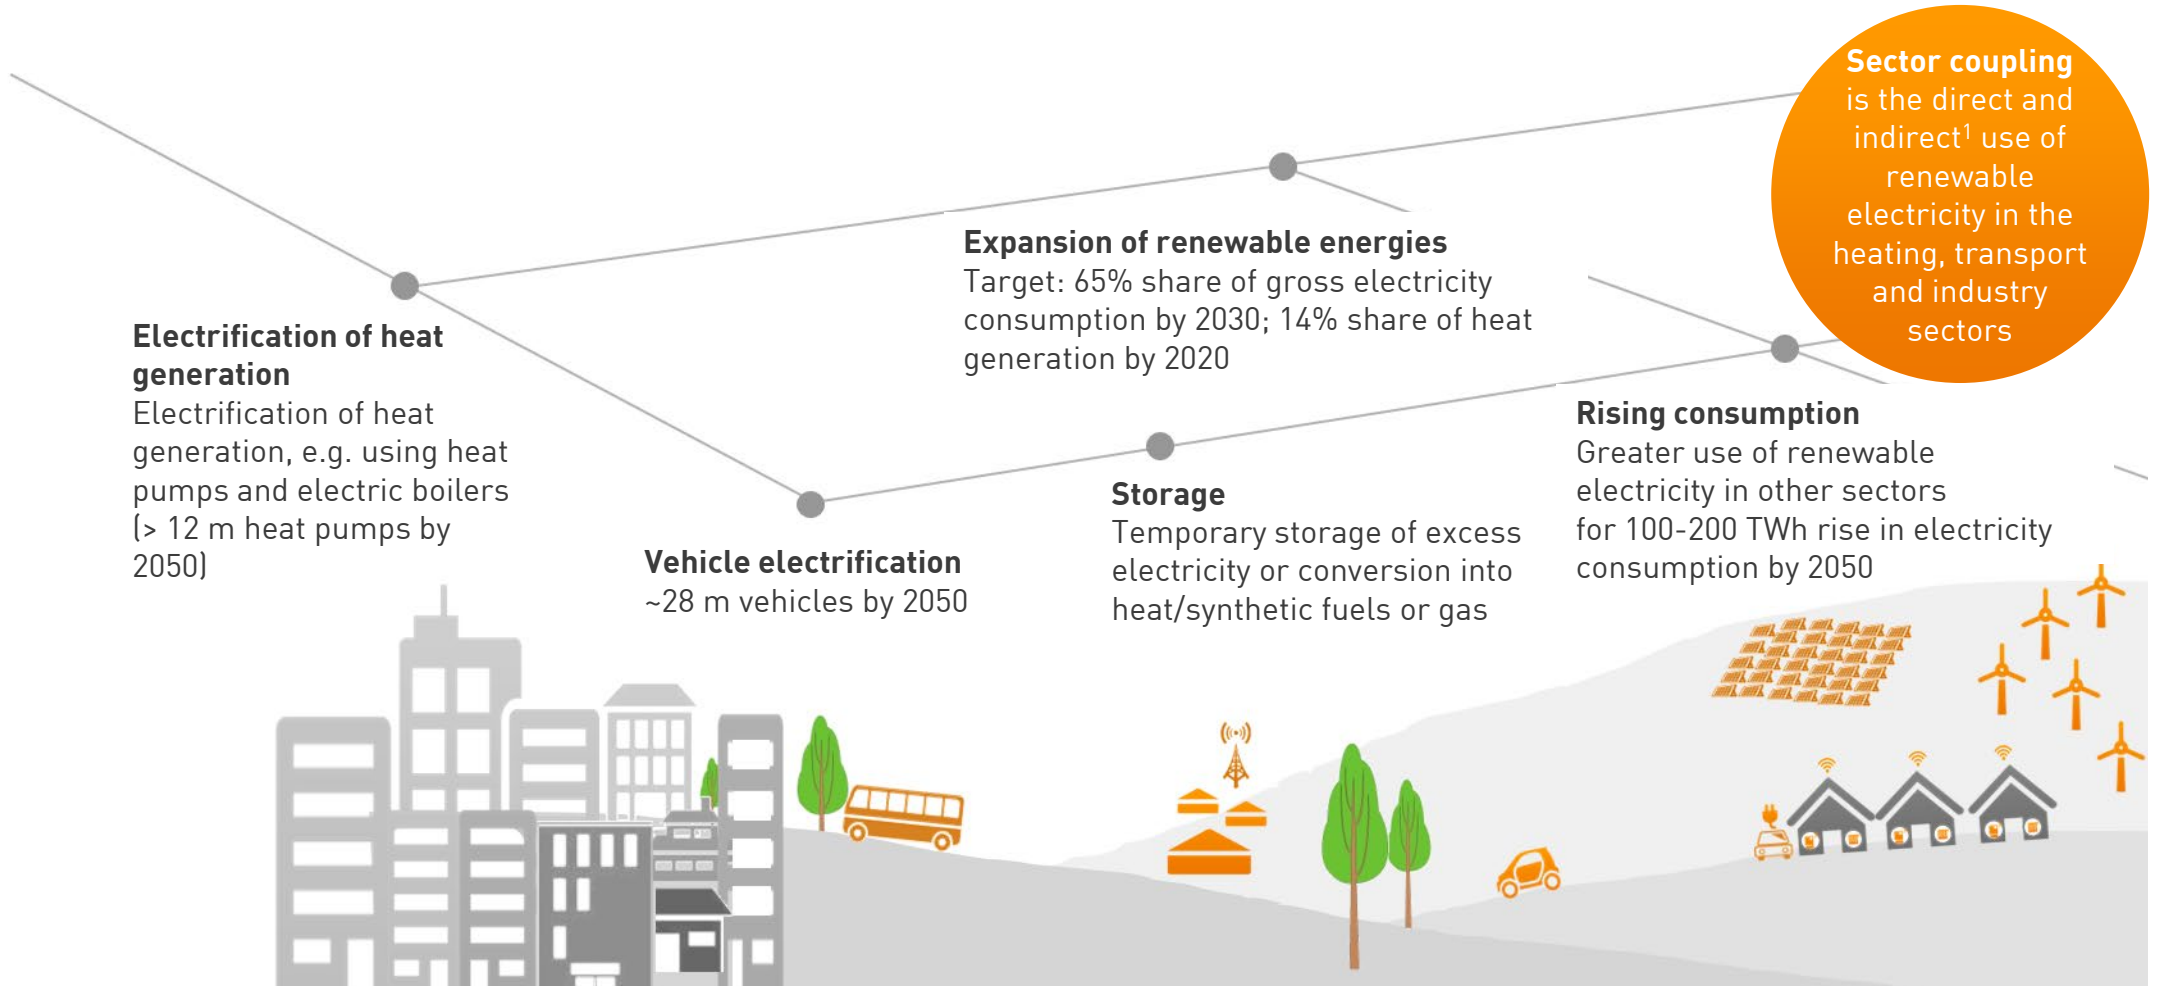 Sector coupling
is the direct and
indirect¹ use of
renewable
electricity in the
heating, transport
and industry
sectors
Expansion of renewable energies
Target: 65% share of gross electricity
consumption by 2030; 14% share of heat
generation by 2020
Electrification of heat
generation
Electrification of heat
generation, e.g. using heat
pumps and electric boilers
(> 12 m heat pumps by
2050)
Vehicle electrification
~28 m vehicles by 2050
Storage
Temporary storage of excess
electricity or conversion into
heat/synthetic fuels or gas
Rising consumption
Greater use of renewable
electricity in other sectors
for 100-200 TWh rise in electricity
consumption by 2050